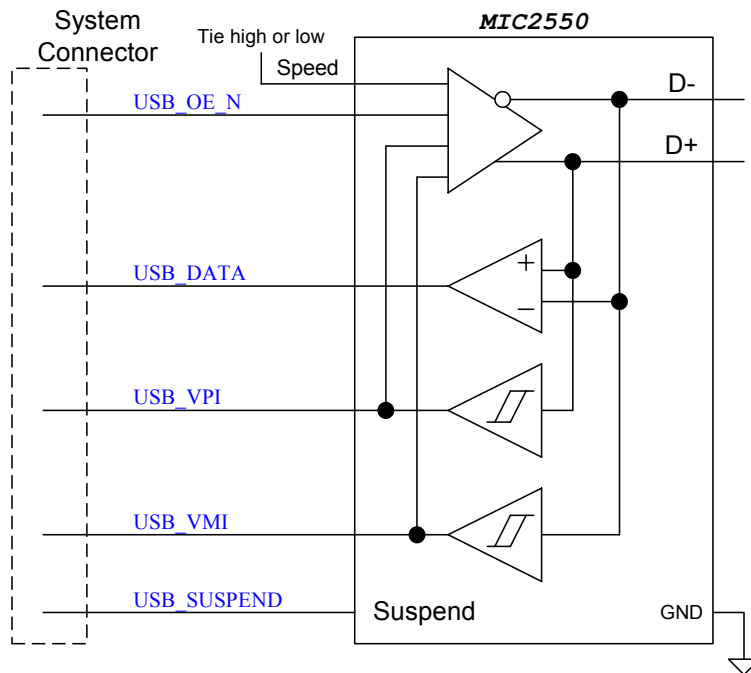 System
Connector
Tie high or low
MIC2550
Speed
D-
USB_OE_N
D+
USB_DATA
+
−
USB_VPI
USB_VMI
USB_SUSPEND
Suspend
GND